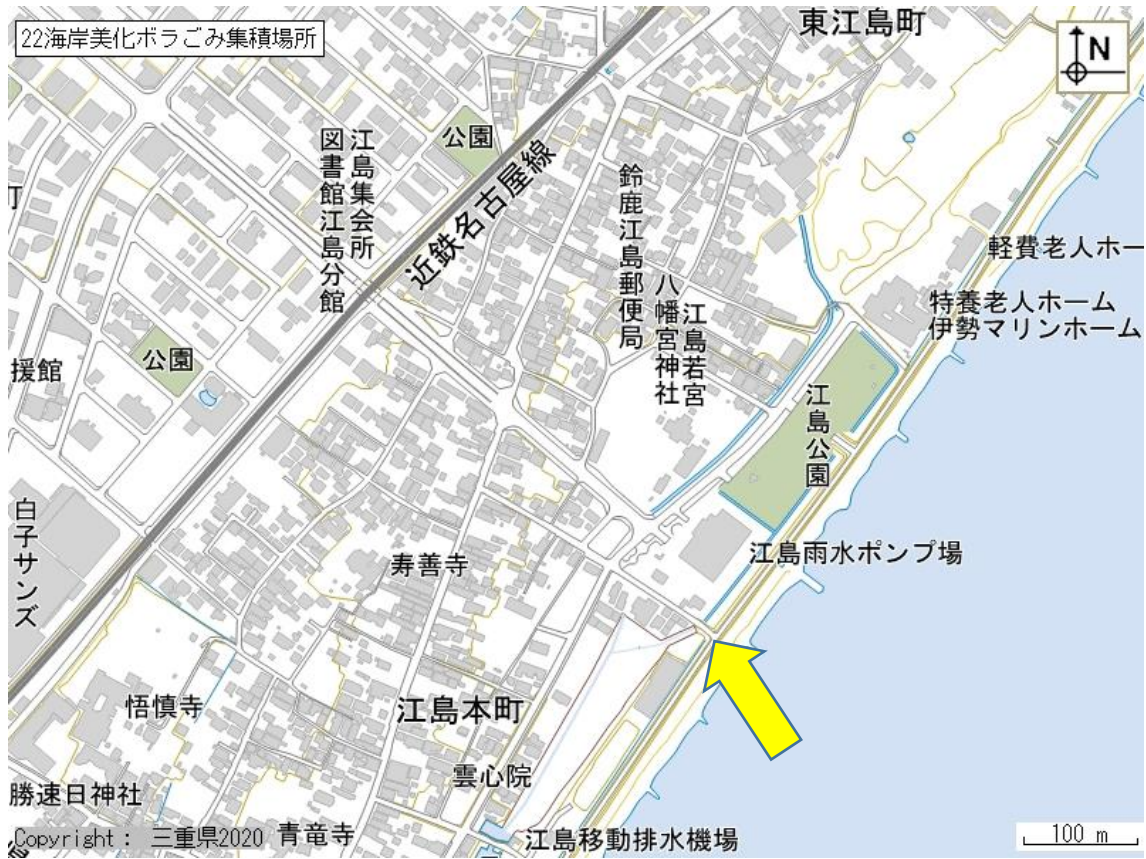 22海岸美化ボラごみ集積場所
東江島町
N
公園
江島集会所
図書館江島分館
近鉄名古屋線
鈴鹿江島郵便局
江島若宮
八幡宮神社
軽費老人ホー
特養老人ホーム
伊勢マリンホーム
町
援館
公園
江島公園
白子サンズ
寿善寺
江島雨水ポンプ場
悟慎寺
江島本町
雲心院
勝速日神社
Copyright : 三重県2020
青竜寺
江島移動排水機場
100 m